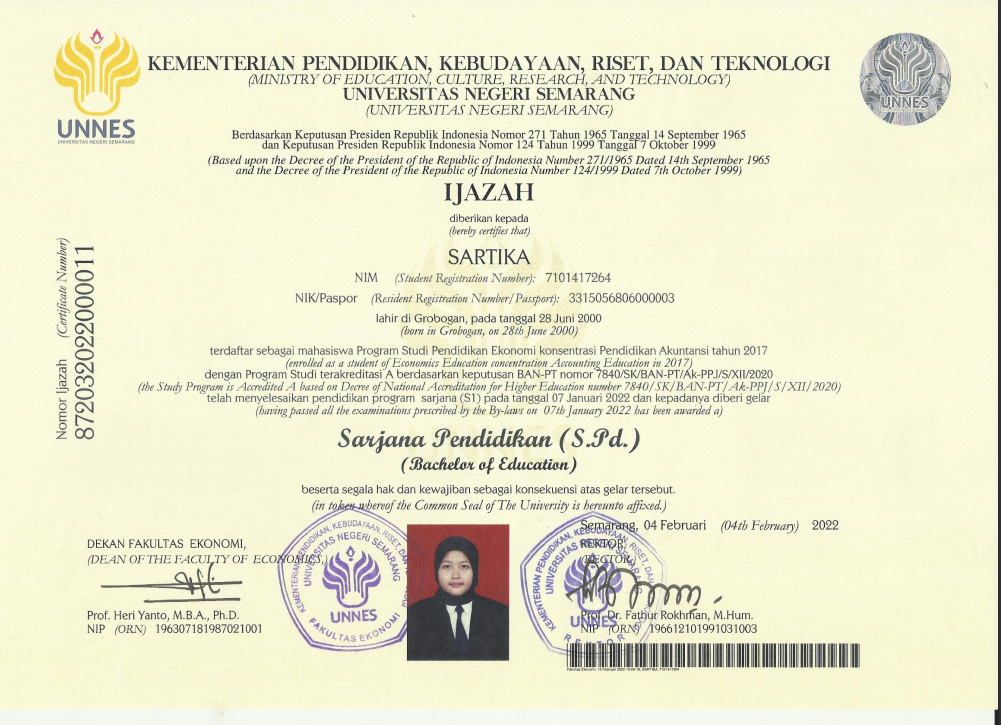 KEMENTERIAN PENDIDIKAN, KEBUDAYAAN, RISET, DAN TEKNOLOGI
(MINISTRY OF EDUCATION, CULTURE, RESEARCH, AND TECHNOLOGY)
UNIVERSITAS NEGERI SEMARANG
(UNIVERSITAS NEGERI SEMARANG)
UNNES
UNIVERSITAS NEGERI SEMARANG
UNNES
Berdasarkan Keputusan Presiden Republik Indonesia Nomor 271 Tahun 1965 Tanggal 14 September 1965
dan Keputusan Presiden Republik Indonesia Nomor 124 Tahun 1999 Tanggal 7 Oktober 1999
(Based upon the Decree of the President of the Republic of Indonesia Number 271/1965 Dated 14th September 1965
and the Decree of the President of the Republic of Indonesia Number 124/1999 Dated 7th October 1999)
IJAZAH
diberikan kepada
(hereby certifies that)
SARTIKA
NIM (Student Registration Number): 7101417264
NIK/Paspor (Resident Registration Number/Passport): 3315056806000003
lahir di Grobogan, pada tanggal 28 Juni 2000
(born in Grobogan, on 28th June 2000)
terdaftar sebagai mahasiswa Program Studi Pendidikan Ekonomi konsentrasi Pendidikan Akuntansi tahun 2017
(enrolled as a student of Economics Education concentration Accounting Education in 2017)
dengan Program Studi terakreditasi A berdasarkan keputusan BAN-PT nomor 7840/SK/BAN-PT/Ak-PPJ/S/XII/2020
(the Study Program is Accredited A based on Decree of National Accreditation for Higher Education number 7840/SK/BAN-PT/Ak-PPJ/S/XII/2020)
telah menyelesaikan pendidikan program sarjana (S1) pada tanggal 07 Januari 2022 dan kepadanya diberi gelar
(having passed all the examinations prescribed by the By-laws on 07th January 2022 has been awarded a)
Sarjana Pendidikan (S.Pd.)
(Bachelor of Education)
beserta segala hak dan kewajiban sebagai konsekuensi atas gelar tersebut.
(in token whereof the Common Seal of The University is hereunto affixed.)
Nomor Ijazah (Certificate Number)
872032022000011
Semarang, 04 Februari (04th February) 2022
DEKAN FAKULTAS EKONOMI,
(DEAN OF THE FACULTY OF ECONOMICS,)
Prof. Heri Yanto, M.B.A., Ph.D.
NIP (ORN) 196307181987021001
KEMENTERIAN PENDIDIKAN, KEBUDAYAAN, RISET, DAN
UNIVERSITAS NEGERI SEMARANG
UNNES
FAKULTAS EKONOMI
REKTOR,
(RECTOR)
Prof. Dr. Fathur Rokhman, M.Hum.
NIP (ORN) 196612101991031003
KEMENTERIAN PENDIDIKAN, KEBUDAYAAN, RISET, DAN
UNIVERSITAS NEGERI SEMARANG
UNNES
REKTOR